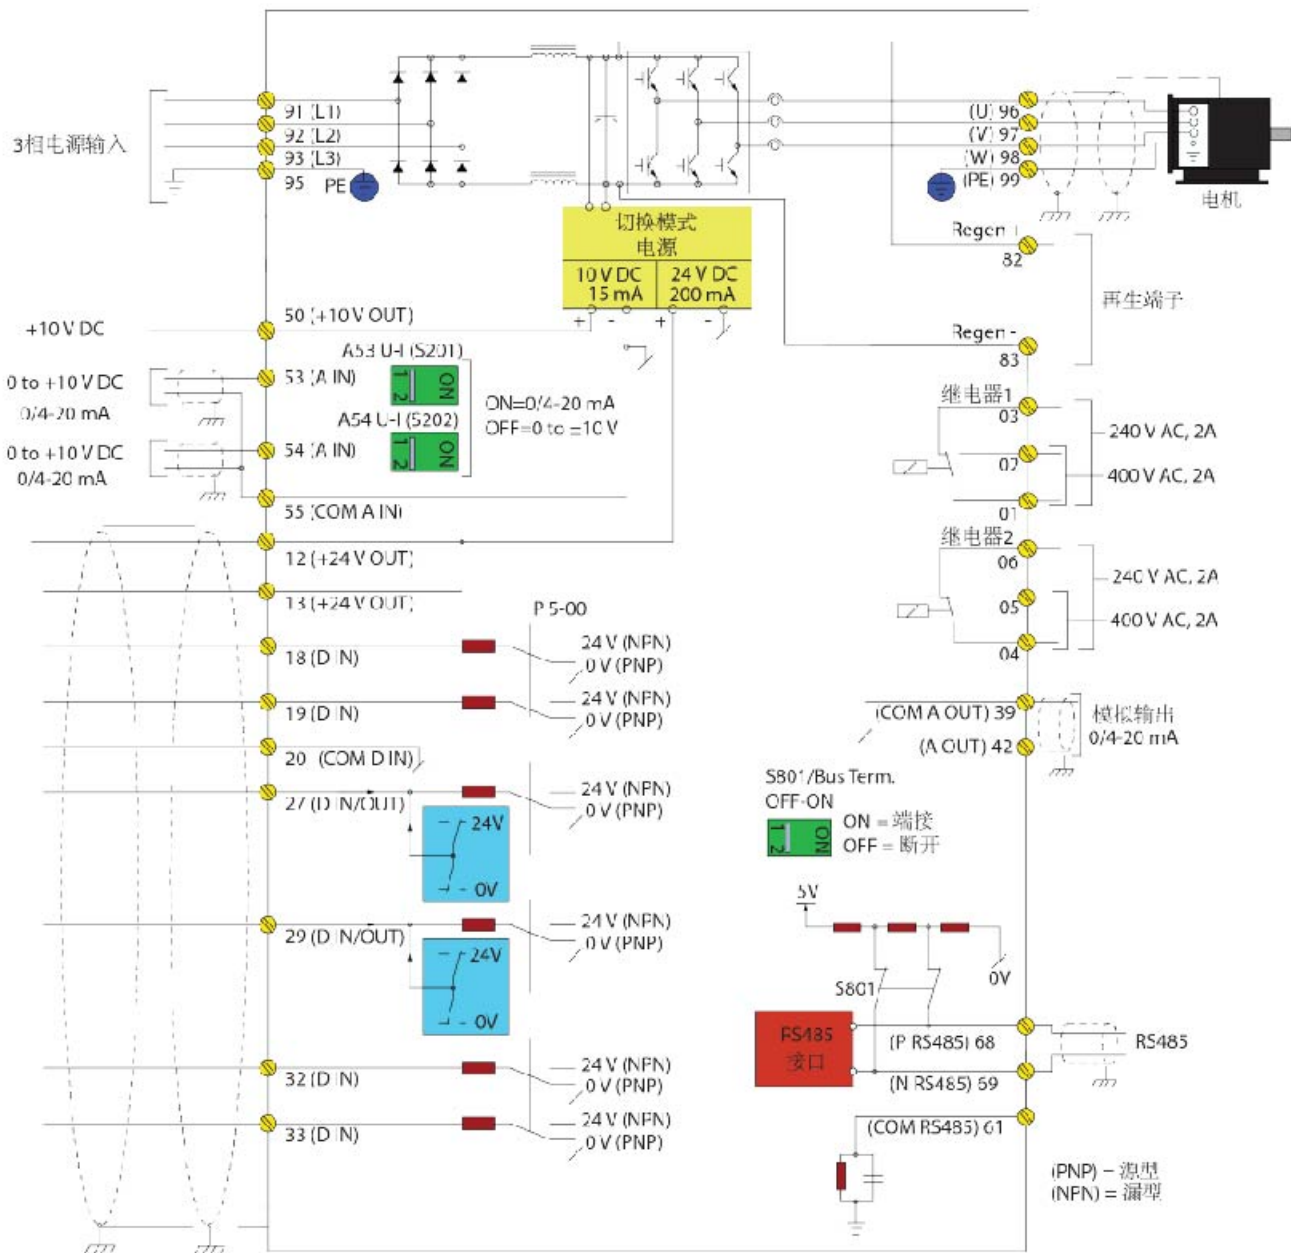 3相电源输入
91 (L1)
92 (L2)
93 (L3)
95
PE
(U) 96
(V) 97
(W) 98
(PE) 99
电机
切换模式
电源
10 V DC
15 mA
24 V DC
200 mA
+
-
+
-
Regen +
82
再生端子
Regen -
83
+10 V DC
50 (+10 V OUT)
0 to +10 V DC
0/4-20 mA
53 (A IN)
A53 U-I (S201)
1
2
ON
ON=0/4-20 mA
OFF=0 to ±10 V
A54 U-I (S202)
1
2
ON
0 to +10 V DC
0/4-20 mA
54 (A IN)
55 (COM A IN)
12 (+24 V OUT)
13 (+24 V OUT)
P 5-00
18 (D IN)
24 V (NPN)
0 V (PNP)
19 (D IN)
24 V (NPN)
0 V (PNP)
20 (COM D IN)
27 (D IN/OUT)
24 V (NPN)
0 V (PNP)
24V
0V
29 (D IN/OUT)
24 V (NPN)
0 V (PNP)
24V
0V
32 (D IN)
24 V (NPN)
0 V (PNP)
33 (D IN)
24 V (NPN)
0 V (PNP)
继电器1
03
240 V AC, 2A
02
400 V AC, 2A
01
继电器2
06
240 V AC, 2A
05
400 V AC, 2A
04
(COM A OUT) 39
模拟输出
0/4-20 mA
(A OUT) 42
S801/Bus Term.
OFF-ON
1
2
ON
ON = 端接
OFF = 断开
5V
0V
S801
RS485
接口
(P RS485) 68
RS485
(N RS485) 69
(COM RS485) 61
(PNP) = 源型
(NPN) = 漏型